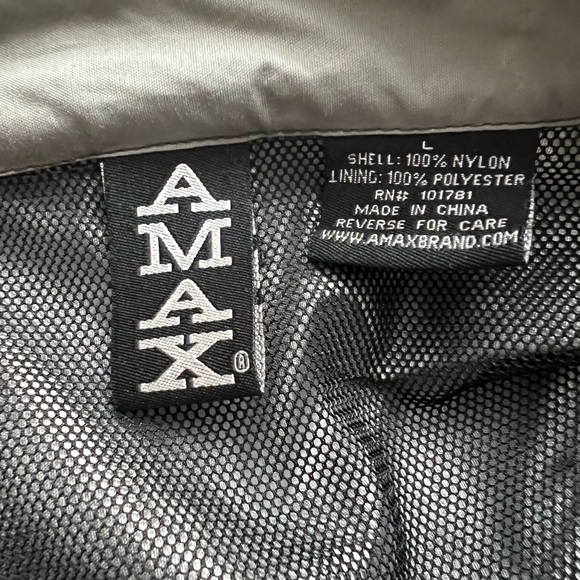 AMAX®
L
SHELL: 100% NYLON
LINING: 100% POLYESTER
RN# 101781
MADE IN CHINA
REVERSE FOR CARE
WWW.AMAXBRAND.COM